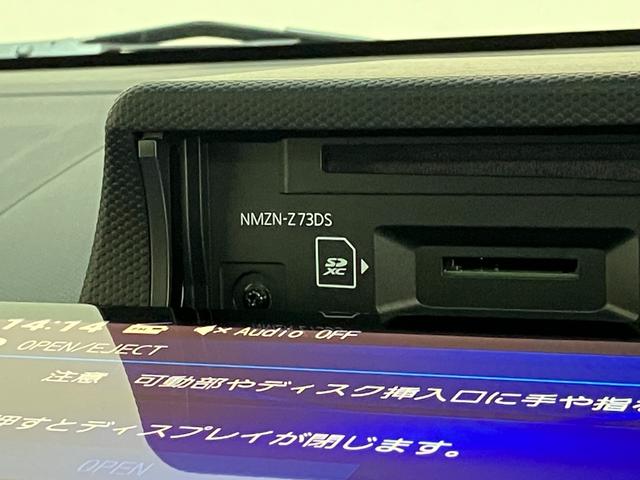 NMZN-Z73DS
SD
XC
14:14
Audio OFF
OPEN/EJECT
注意 可動部やディスク挿入口に手や指
押すとディスプレイが閉じます。
OPEN